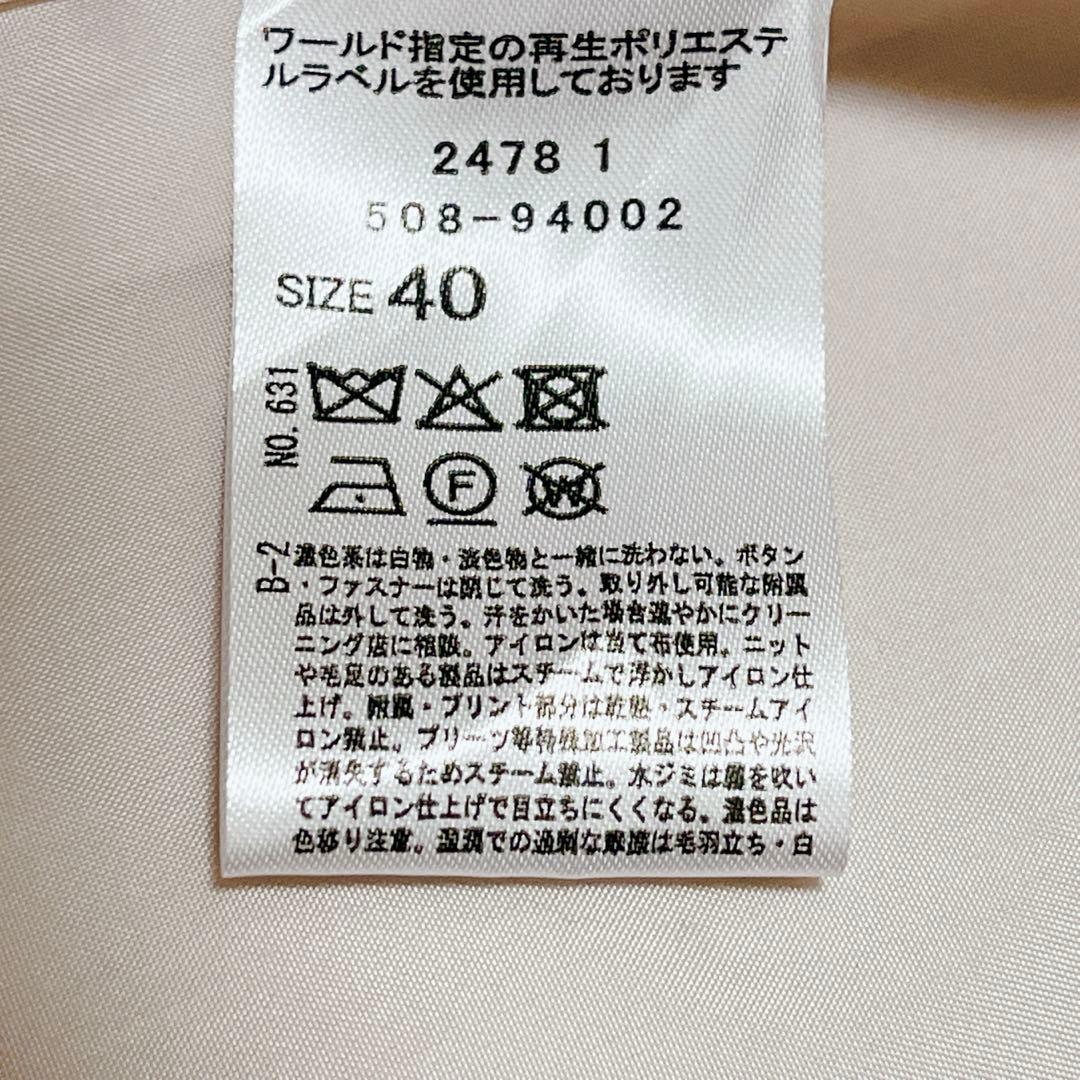 ワールド指定の再生ポリエステ
ルラベルを使用しております
2478 1
508-94002
SIZE 40
NO. 631
F
W
B-2
濃色系は白物・淡色物と一緒に洗わない。ボタン
・ファスナーは閉じて洗う。取り外し可能な附属
品は外して洗う。汗をかいた場合速やかにクリー
ニング店に相談。アイロンは当て布使用。ニット
や毛足のある製品はスチームで浮かしアイロン仕
上げ。附属・プリント部分は乾熱・スチームアイ
ロン禁止。プリーツ等特殊加工製品は凹凸や光沢
が消失するためスチーム禁止。水ジミは霧を吹い
てアイロン仕上げで目立ちにくくなる。濃色品は
色移り注意。湿潤での過剰な摩擦は毛羽立ち・白